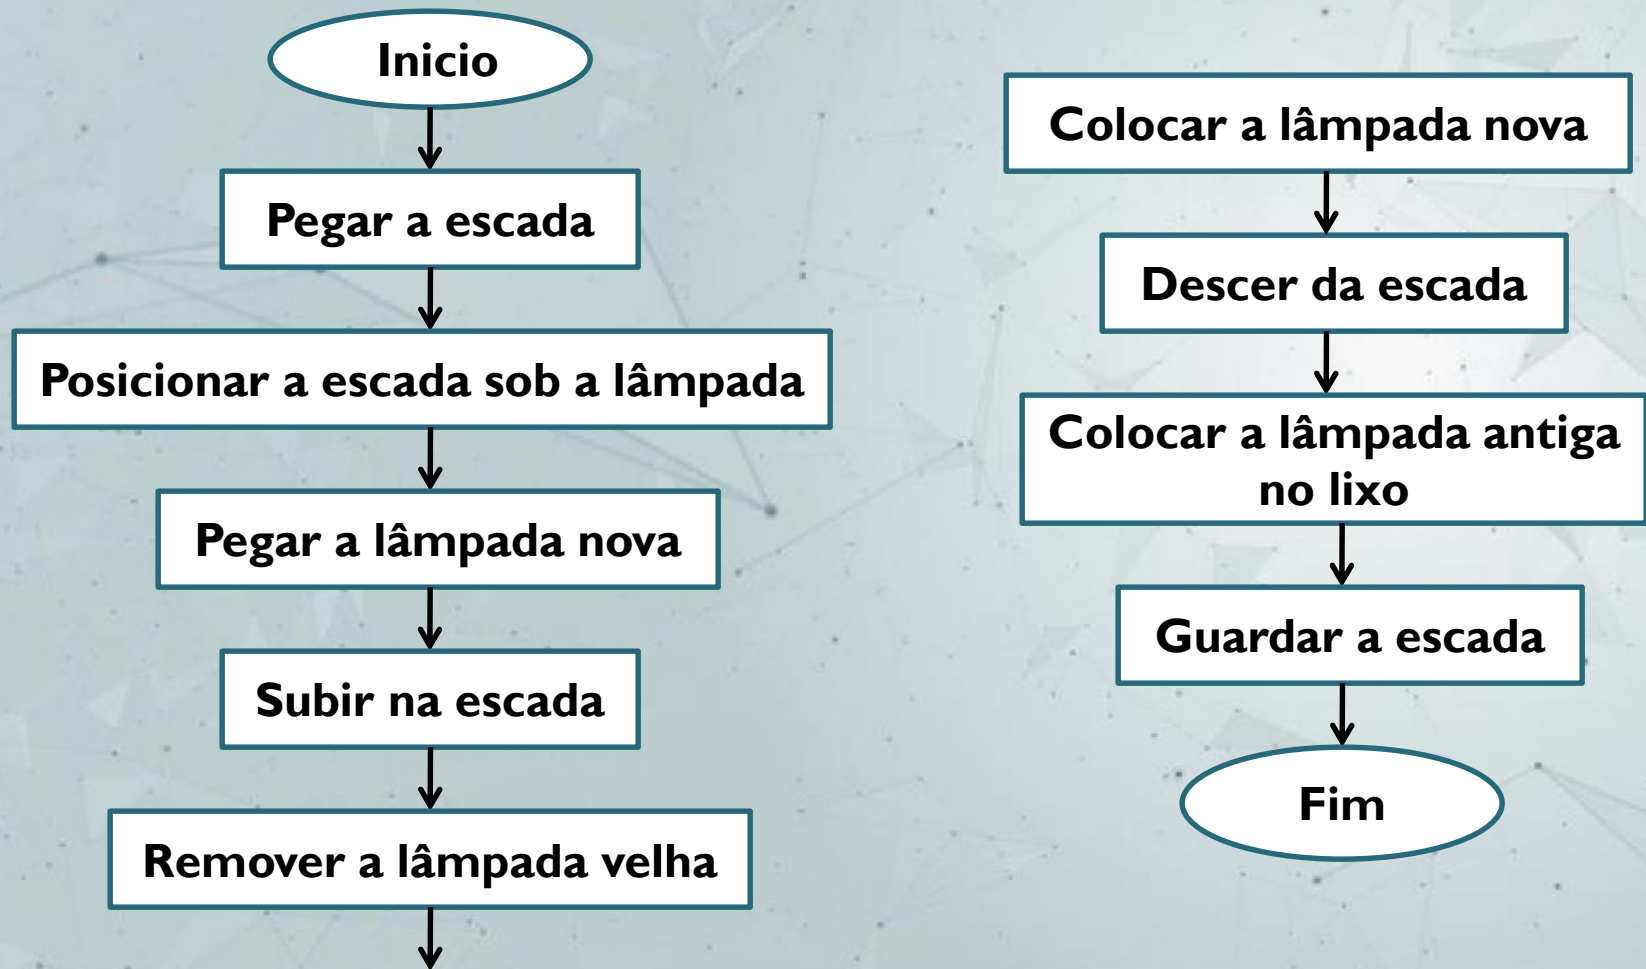 Inicio
Pegar a escada
Posicionar a escada sob a lâmpada
Pegar a lâmpada nova
Subir na escada
Remover a lâmpada velha
Colocar a lâmpada nova
Descer da escada
Colocar a lâmpada antiga
no lixo
Guardar a escada
Fim